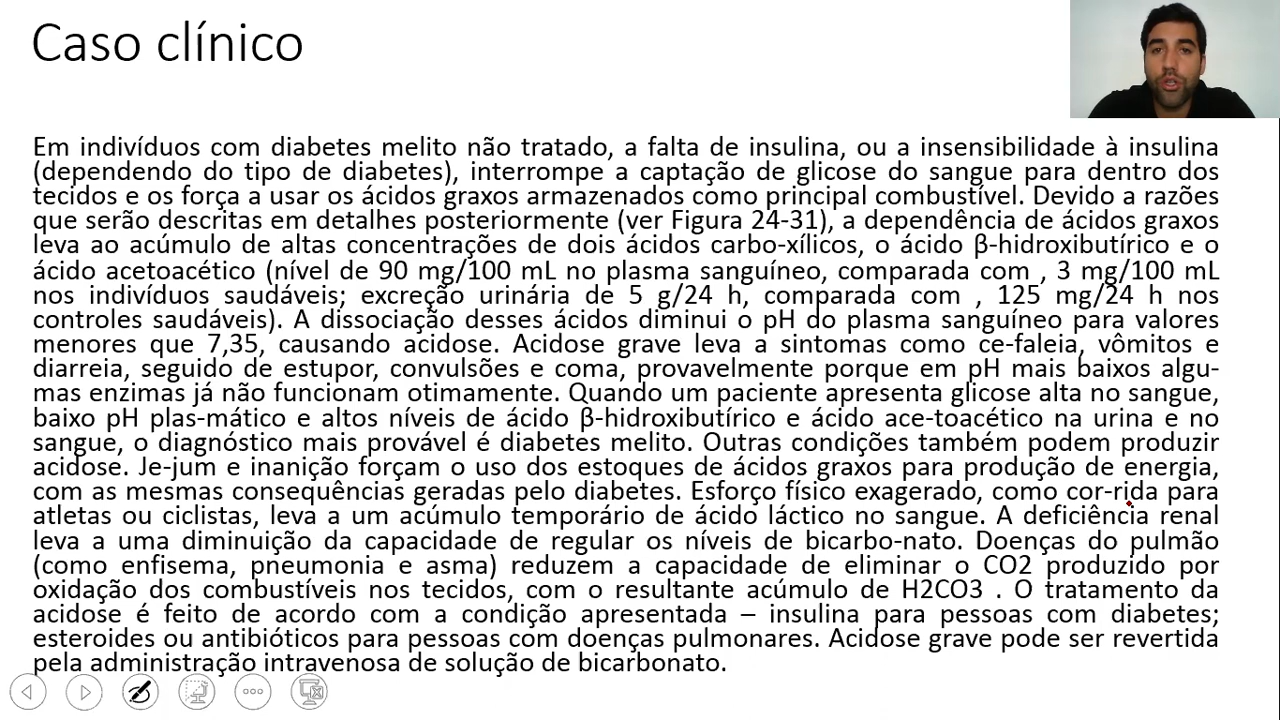 Caso clínico
Em indivíduos com diabetes melito não tratado, a falta de insulina, ou a insensibilidade à insulina
(dependendo do tipo de diabetes), interrompe a captação de glicose do sangue para dentro dos
tecidos e os força a usar os ácidos graxos armazenados como principal combustível. Devido a razões
que serão descritas em detalhes posteriormente (ver Figura 24-31), a dependência de ácidos graxos
leva ao acúmulo de altas concentrações de dois ácidos carbo-xílicos, o ácido β-hidroxibutírico e o
ácido acetoacético (nível de 90 mg/100 mL no plasma sanguíneo, comparada com , 3 mg/100 mL
nos indivíduos saudáveis; excreção urinária de 5 g/24 h, comparada com , 125 mg/24 h nos
controles saudáveis). A dissociação desses ácidos diminui o pH do plasma sanguíneo para valores
menores que 7,35, causando acidose. Acidose grave leva a sintomas como ce-faleia, vômitos e
diarreia, seguido de estupor, convulsões e coma, provavelmente porque em pH mais baixos algu-
mas enzimas já não funcionam otimamente. Quando um paciente apresenta glicose alta no sangue,
baixo pH plas-mático e altos níveis de ácido β-hidroxibutírico e ácido ace-toacético na urina e no
sangue, o diagnóstico mais provável é diabetes melito. Outras condições também podem produzir
acidose. Je-jum e inanição forçam o uso dos estoques de ácidos graxos para produção de energia,
com as mesmas consequências geradas pelo diabetes. Esforço físico exagerado, como cor-rida para
atletas ou ciclistas, leva a um acúmulo temporário de ácido láctico no sangue. A deficiência renal
leva a uma diminuição da capacidade de regular os níveis de bicarbo-nato. Doenças do pulmão
(como enfisema, pneumonia e asma) reduzem a capacidade de eliminar o CO2 produzido por
oxidação dos combustíveis nos tecidos, com o resultante acúmulo de H2CO3 . O tratamento da
acidose é feito de acordo com a condição apresentada – insulina para pessoas com diabetes;
esteroides ou antibióticos para pessoas com doenças pulmonares. Acidose grave pode ser revertida
pela administração intravenosa de solução de bicarbonato.